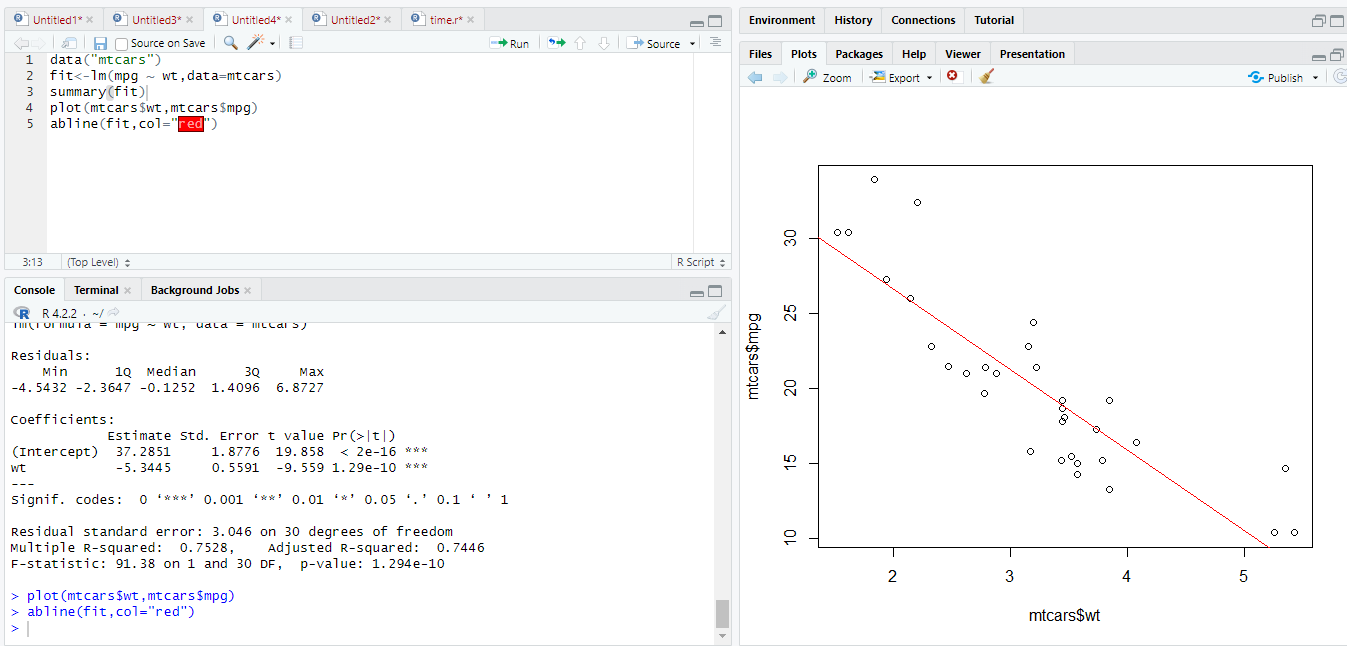 Untitled1* Untitled3* Untitled4* Untitled2* time.r*
Source on Save Run Source
1 data("mtcars")
2 fit<-lm(mpg ~ wt,data=mtcars)
3 summary(fit)
4 plot(mtcars$wt,mtcars$mpg)
5 abline(fit,col="red")
3:13 (Top Level) R Script
Console Terminal Background Jobs
R 4.2.2 · ~/
lm(formula = mpg ~ wt, data = mtcars)
Residuals:
Min 1Q Median 3Q Max
-4.5432 -2.3647 -0.1252 1.4096 6.8727
Coefficients:
Estimate Std. Error t value Pr(>|t|)
(Intercept) 37.2851 1.8776 19.858 < 2e-16 ***
wt -5.3445 0.5591 -9.559 1.29e-10 ***
---
Signif. codes: 0 ‘***’ 0.001 ‘**’ 0.01 ‘*’ 0.05 ‘.’ 0.1 ‘ ’ 1
Residual standard error: 3.046 on 30 degrees of freedom
Multiple R-squared: 0.7528, Adjusted R-squared: 0.7446
F-statistic: 91.38 on 1 and 30 DF, p-value: 1.294e-10
> plot(mtcars$wt,mtcars$mpg)
> abline(fit,col="red")
>
Environment History Connections Tutorial
Files Plots Packages Help Viewer Presentation
Zoom Export Publish
mtcars$mpg
30
25
20
15
10
2 3 4 5
mtcars$wt